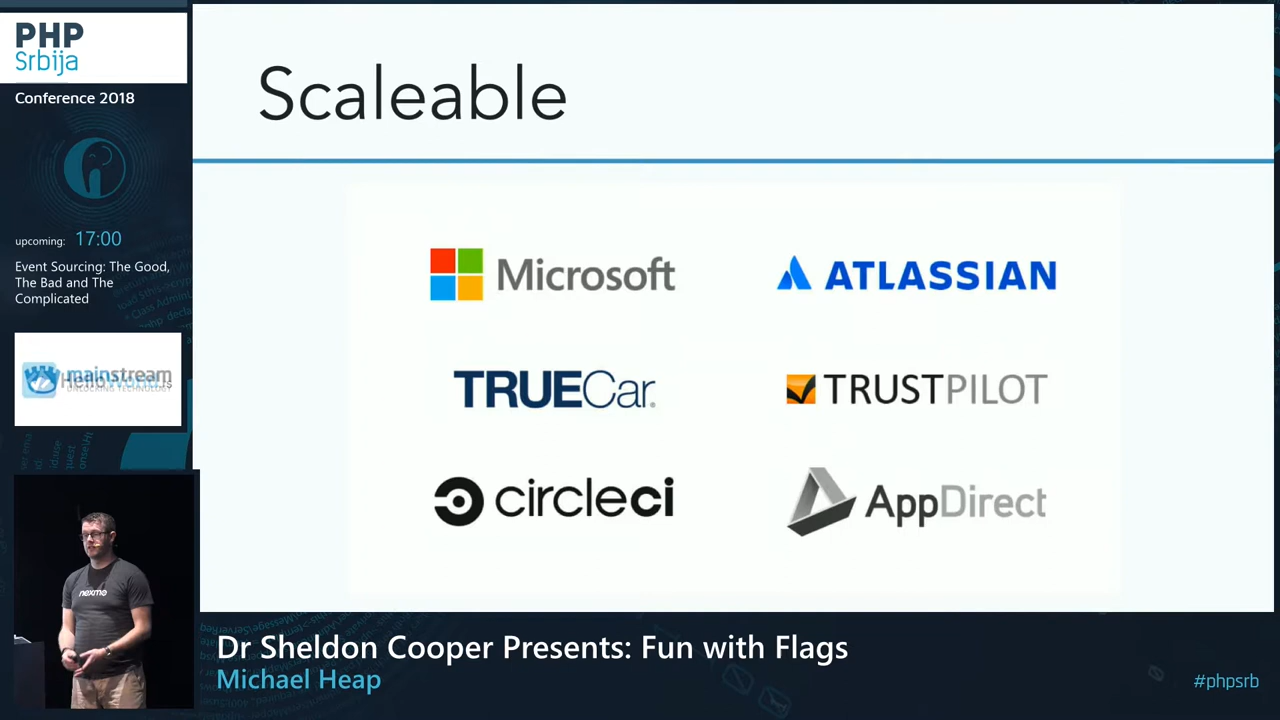 PHP
Srbija
Conference 2018
upcoming: 17:00
Event Sourcing: The Good,
The Bad and The
Complicated
mainstream
Scaleable
Microsoft
ATLASSIAN
TRUECar
TRUSTPILOT
circleci
AppDirect
nexmo
Dr Sheldon Cooper Presents: Fun with Flags
Michael Heap
#phpsrb